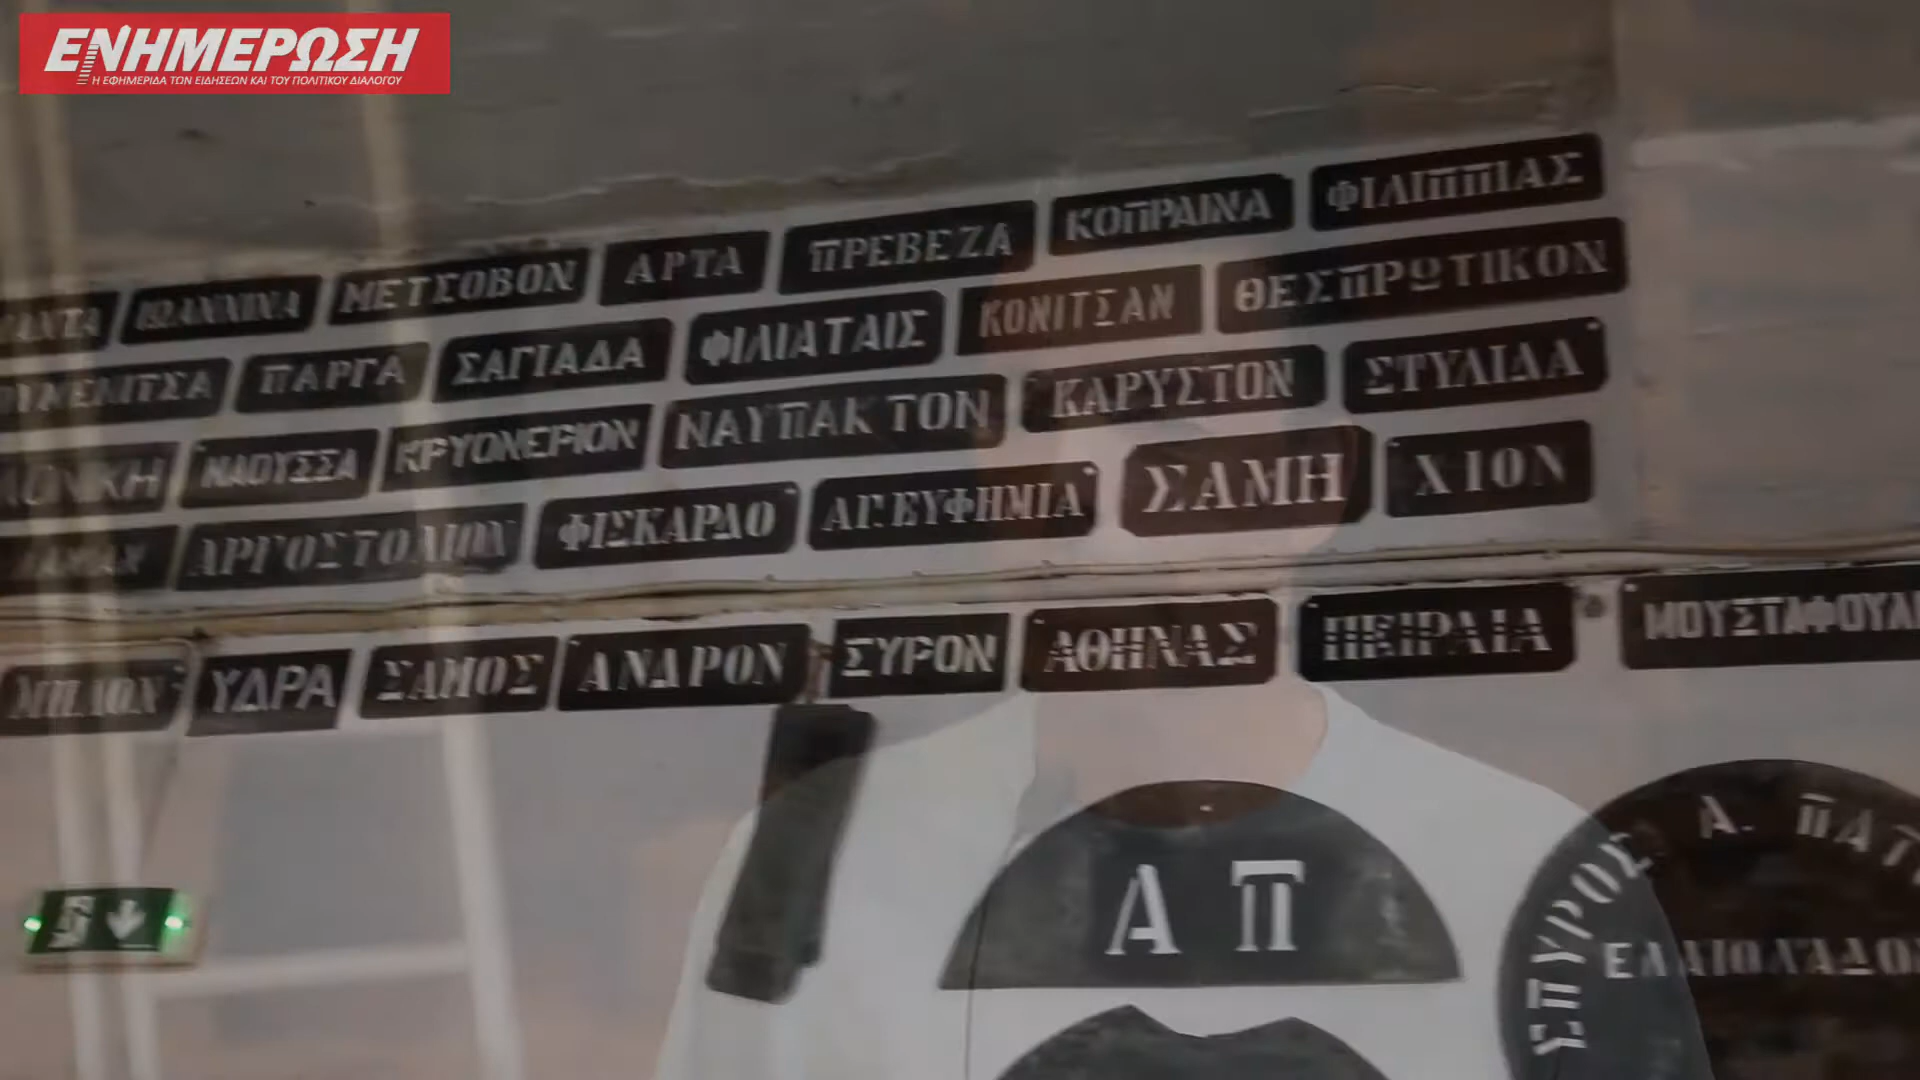 ΕΝΗΜΕΡΩΣΗ
Η ΕΦΗΜΕΡΙΔΑ ΤΩΝ ΕΙΔΗΣΕΩΝ ΚΑΙ ΤΟΥ ΠΟΛΙΤΙΚΟΥ ΔΙΑΛΟΓΟΥ
ΙΩΑΝΝΙΝΑ ΜΕΤΣΟΒΟΝ ΑΡΤΑ ΠΡΕΒΕΖΑ ΚΟΠΡΑΙΝΑ ΦΙΛΙΠΠΙΑΣ
ΠΑΡΓΑ ΣΑΓΙΑΔΑ ΦΙΛΙΑΤΑΙΣ ΚΟΝΙΤΣΑΝ ΘΕΣΠΡΩΤΙΚΟΝ
ΝΑΟΥΣΣΑ ΚΡΥΟΝΕΡΙΟΝ ΝΑΥΠΑΚΤΟΝ ΚΑΡΥΣΤΟΝ ΣΤΥΛΙΔΑ
ΑΡΓΟΣΤΟΛΙΟΝ ΦΙΣΚΑΡΔΟ ΑΓ. ΕΥΦΗΜΙΑ ΣΑΜΗ ΧΙΟΝ
ΜΗΛΟΝ ΥΔΡΑ ΣΑΜΟΣ ΑΝΔΡΟΝ ΣΥΡΟΝ ΑΘΗΝΑΣ ΠΕΙΡΑΙΑ
Α Π
ΣΠΥΡΟΣ Α.